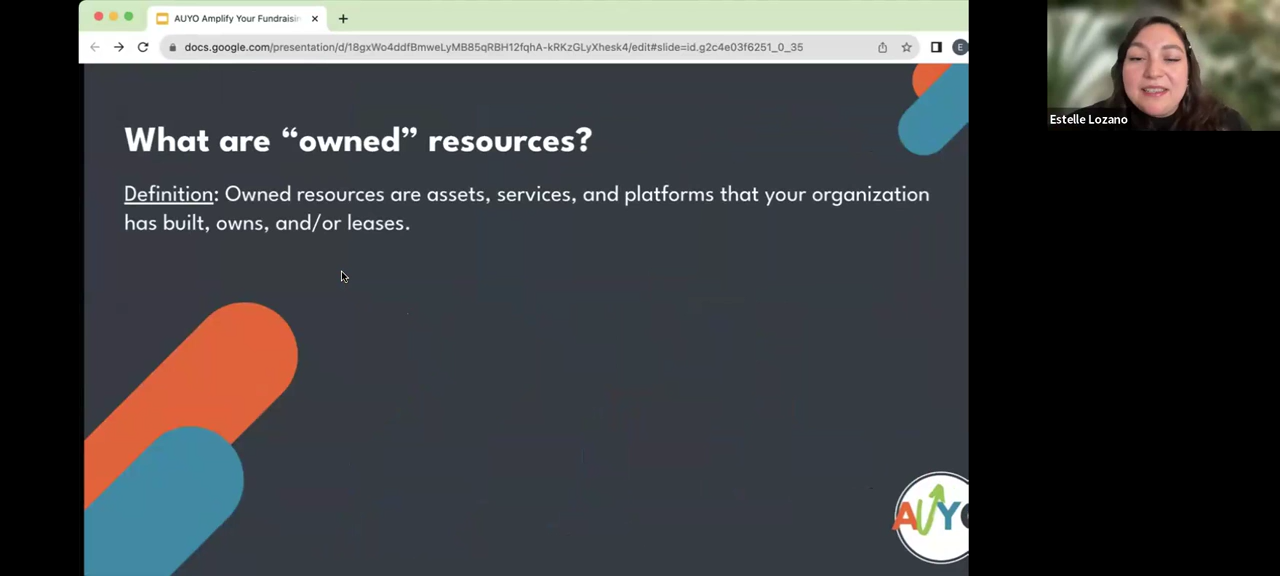 AUYO Amplify Your Fundraisin
docs.google.com/presentation/d/18gxWo4ddfBmweLyMB85qRBH12fqhA-kRKzGLyXhesk4/edit#slide=id.g2c4e03f6251_0_35
E
What are “owned” resources?
Definition: Owned resources are assets, services, and platforms that your organization
has built, owns, and/or leases.
AUYO
Estelle Lozano